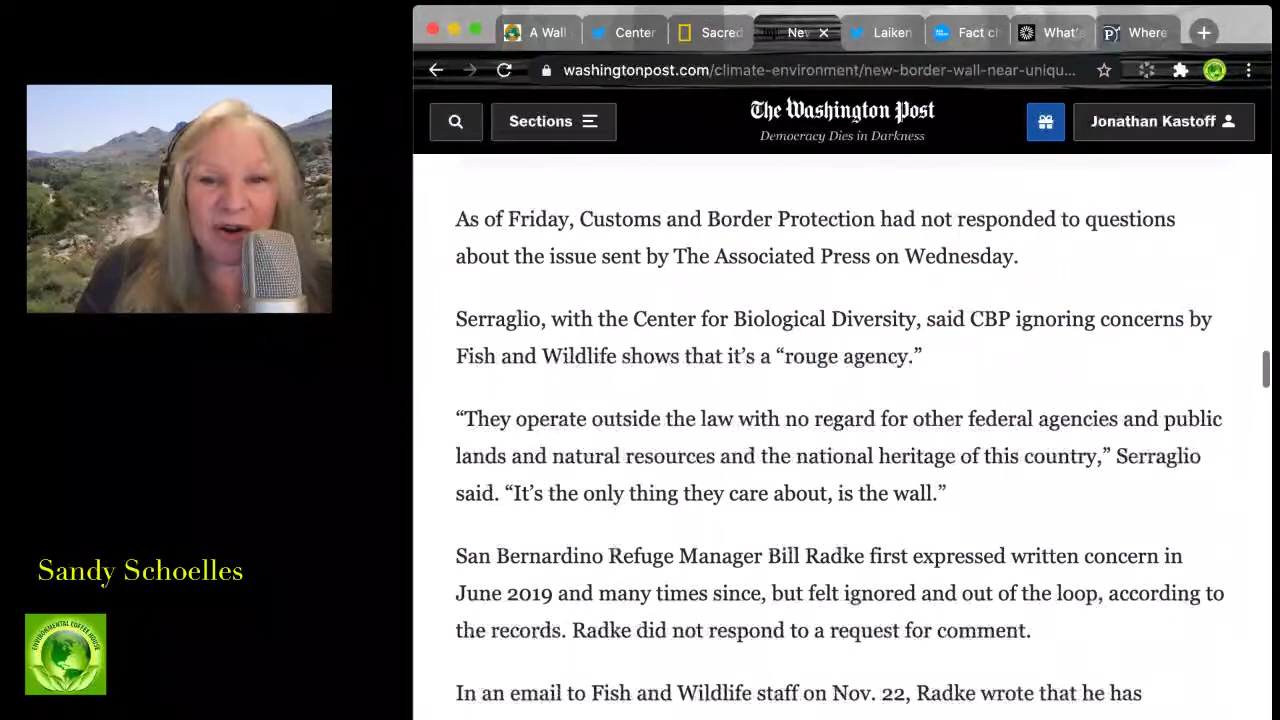 A Wall
Center
Sacred
Nev
Laiken
Fact ch
What's
Where
washingtonpost.com/climate-environment/new-border-wall-near-uniqu...
Sections
The Washington Post
Democracy Dies in Darkness
Jonathan Kastoff
As of Friday, Customs and Border Protection had not responded to questions
about the issue sent by The Associated Press on Wednesday.
Serraglio, with the Center for Biological Diversity, said CBP ignoring concerns by
Fish and Wildlife shows that it’s a “rouge agency.”
“They operate outside the law with no regard for other federal agencies and public
lands and natural resources and the national heritage of this country,” Serraglio
said. “It’s the only thing they care about, is the wall.”
San Bernardino Refuge Manager Bill Radke first expressed written concern in
June 2019 and many times since, but felt ignored and out of the loop, according to
the records. Radke did not respond to a request for comment.
In an email to Fish and Wildlife staff on Nov. 22, Radke wrote that he has
Sandy Schoelles
ENVIRONMENTAL COFFEE HOUSE